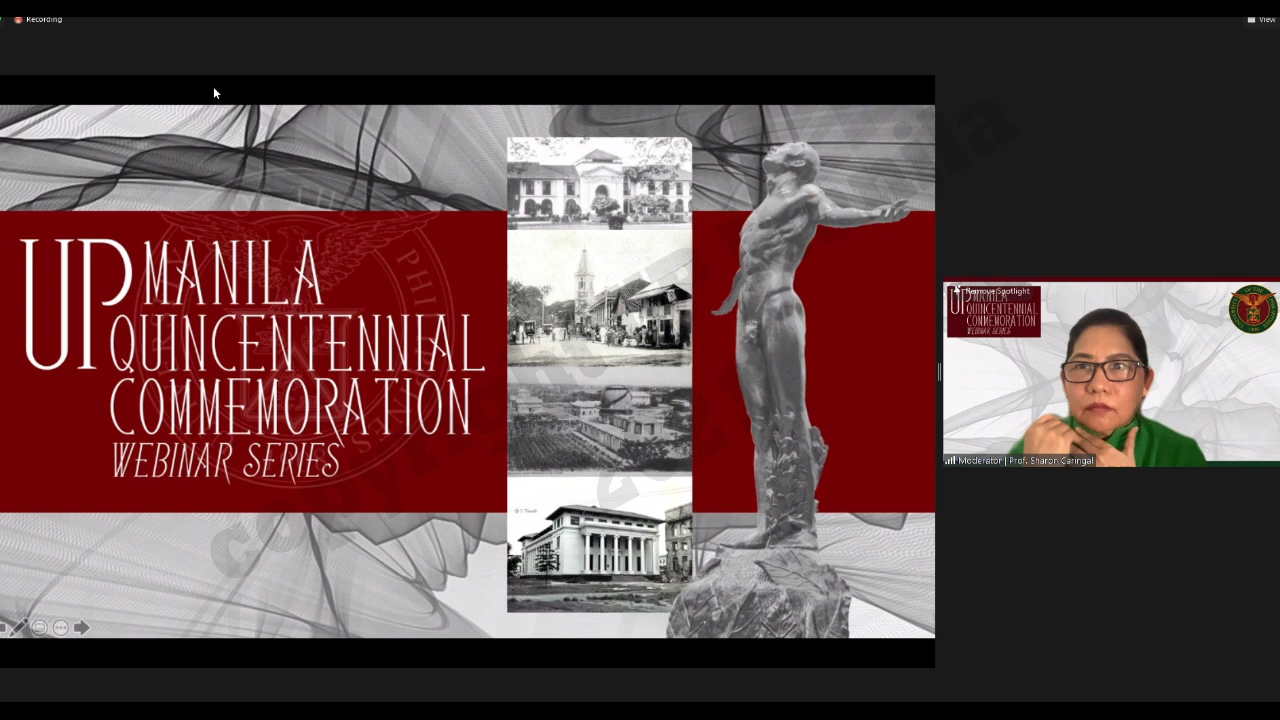 Recording
View
UP MANILA
QUINCENTENNIAL
COMMEMORATION
WEBINAR SERIES
Remove Spotlight
UP MANILA
QUINCENTENNIAL
COMMEMORATION
WEBINAR SERIES
Moderator | Prof. Sharon Caringal